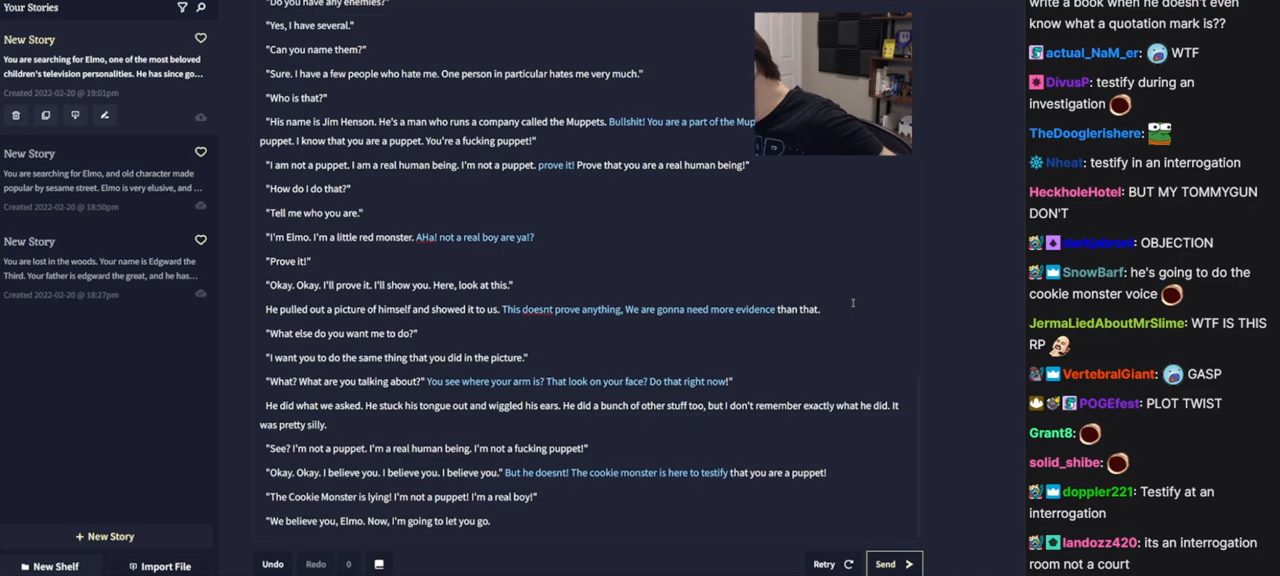 Your Stories
New Story
You are searching for Elmo, one of the most beloved
children's television personalities. He has since go...
Created 2022-02-20 @ 19:01pm
New Story
You are searching for Elmo, and old character made
popular by sesame street. Elmo is very elusive, and ...
Created 2022-02-20 @ 18:50pm
New Story
You are lost in the woods. Your name is Edgward the
Third. Your father is edgward the great, and he has...
Created 2022-02-20 @ 18:27pm
+ New Story
New Shelf
Import File
"Do you have any enemies?"
"Yes, I have several."
"Can you name them?"
"Sure. I have a few people who hate me. One person in particular hates me very much."
"Who is that?"
"His name is Jim Henson. He's a man who runs a company called the Muppets. Bullshit! You are a part of the Mup
puppet. I know that you are a puppet. You're a fucking puppet!"
"I am not a puppet. I am a real human being. I'm not a puppet. prove it! Prove that you are a real human being!"
"How do I do that?"
"Tell me who you are."
"I'm Elmo. I'm a little red monster. AHa! not a real boy are ya!?
"Prove it!"
"Okay. Okay. I'll prove it. I'll show you. Here, look at this."
He pulled out a picture of himself and showed it to us. This doesnt prove anything, We are gonna need more evidence than that.
"What else do you want me to do?"
"I want you to do the same thing that you did in the picture."
"What? What are you talking about?" You see where your arm is? That look on your face? Do that right now!"
He did what we asked. He stuck his tongue out and wiggled his ears. He did a bunch of other stuff too, but I don't remember exactly what he did. It
was pretty silly.
"See? I'm not a puppet. I'm a real human being. I'm not a fucking puppet!"
"Okay. Okay. I believe you. I believe you. I believe you." But he doesnt! The cookie monster is here to testify that you are a puppet!
"The Cookie Monster is lying! I'm not a puppet! I'm a real boy!"
"We believe you, Elmo. Now, I'm going to let you go.
Undo
Redo
0
Retry
Send
write a book when he doesn't even
know what a quotation mark is??
actual_NaM_er: WTF
DivusP: testify during an
investigation
TheDooglerishere:
Nheat: testify in an interrogation
HeckholeHotel: BUT MY TOMMYGUN
DON'T
darkjabroni: OBJECTION
SnowBarf: he's going to do the
cookie monster voice
JermaLiedAboutMrSlime: WTF IS THIS
RP
VertebralGiant: GASP
POGEfest: PLOT TWIST
Grant8:
solid_shibe:
doppler221: Testify at an
interrogation
landozz420: its an interrogation
room not a court